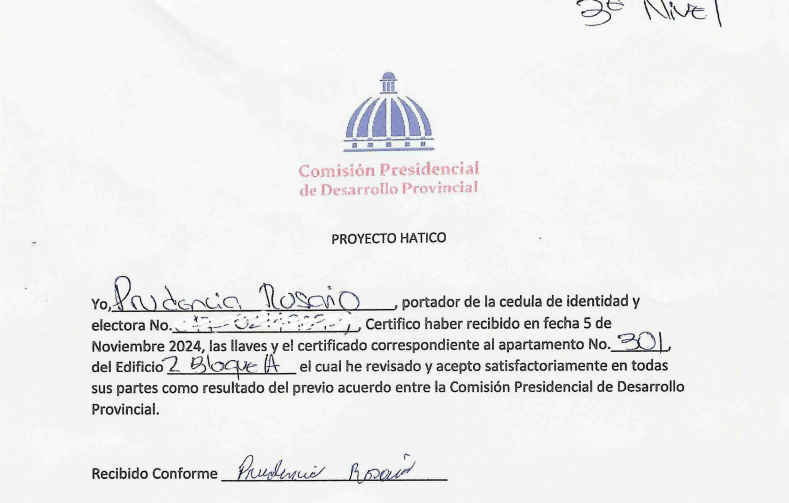 3e Nivel
Comisión Presidencial
de Desarrollo Provincial
PROYECTO HATICO
Yo, Prudencia Rosario, portador de la cedula de identidad y
electora No. , Certifico haber recibido en fecha 5 de
Noviembre 2024, las llaves y el certificado correspondiente al apartamento No. 301,
del Edificio 2 Bloque A el cual he revisado y acepto satisfactoriamente en todas
sus partes como resultado del previo acuerdo entre la Comisión Presidencial de Desarrollo
Provincial.
Recibido Conforme Prudencia Rosario